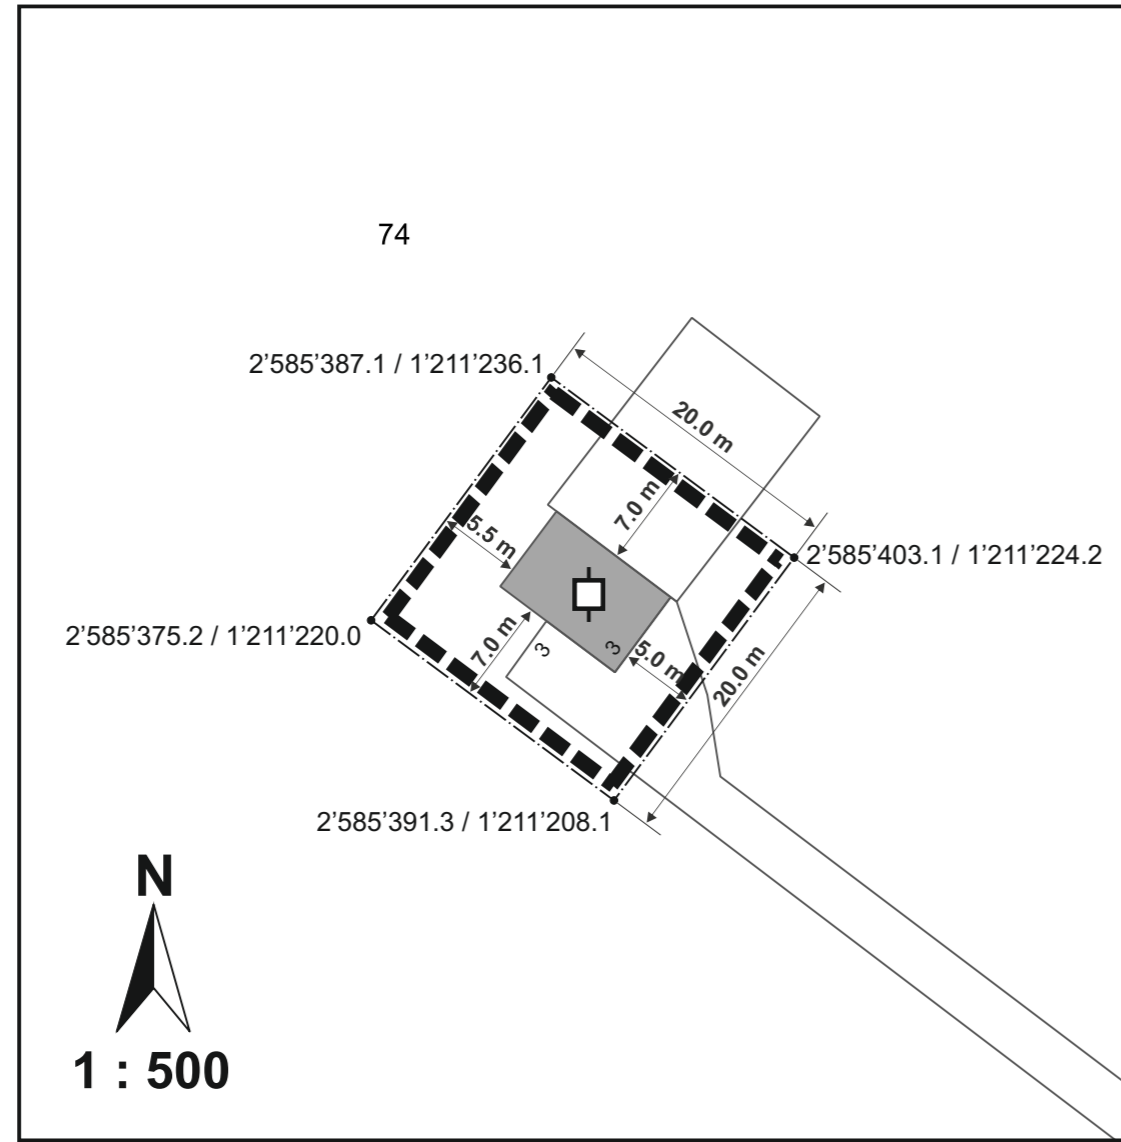 74
2’585’387.1 / 1’211’236.1
20.0 m
7.0 m
5.5 m
2’585’403.1 / 1’211’224.2
2’585’375.2 / 1’211’220.0
7.0 m
3
3
5.0 m
20.0 m
2’585’391.3 / 1’211’208.1
N
1 : 500